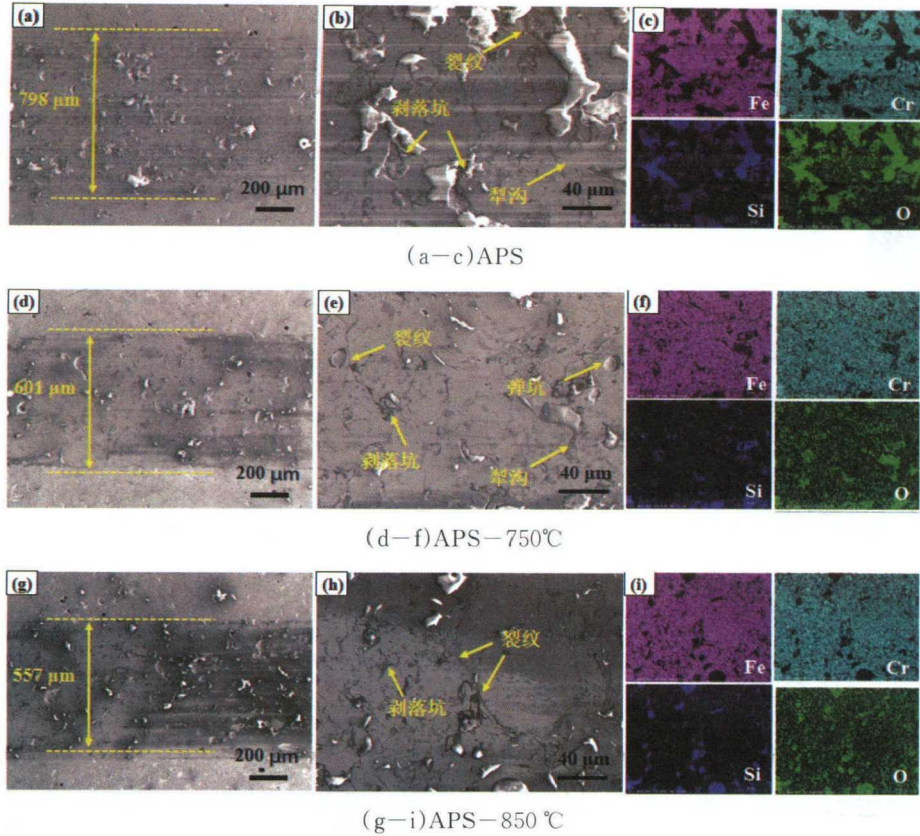 (a)
798 μm
200 μm
(b)
裂纹
剥落坑
犁沟
40 μm
(c)
Fe
Cr
Si
O
(a−c)APS
(d)
601 μm
200 μm
(e)
裂纹
弹坑
剥落坑
犁沟
40 μm
(f)
Fe
Cr
Si
O
(d−f)APS−750℃
(g)
557 μm
200 μm
(h)
裂纹
剥落坑
40 μm
(i)
Fe
Cr
Si
O
(g−i)APS−850 ℃